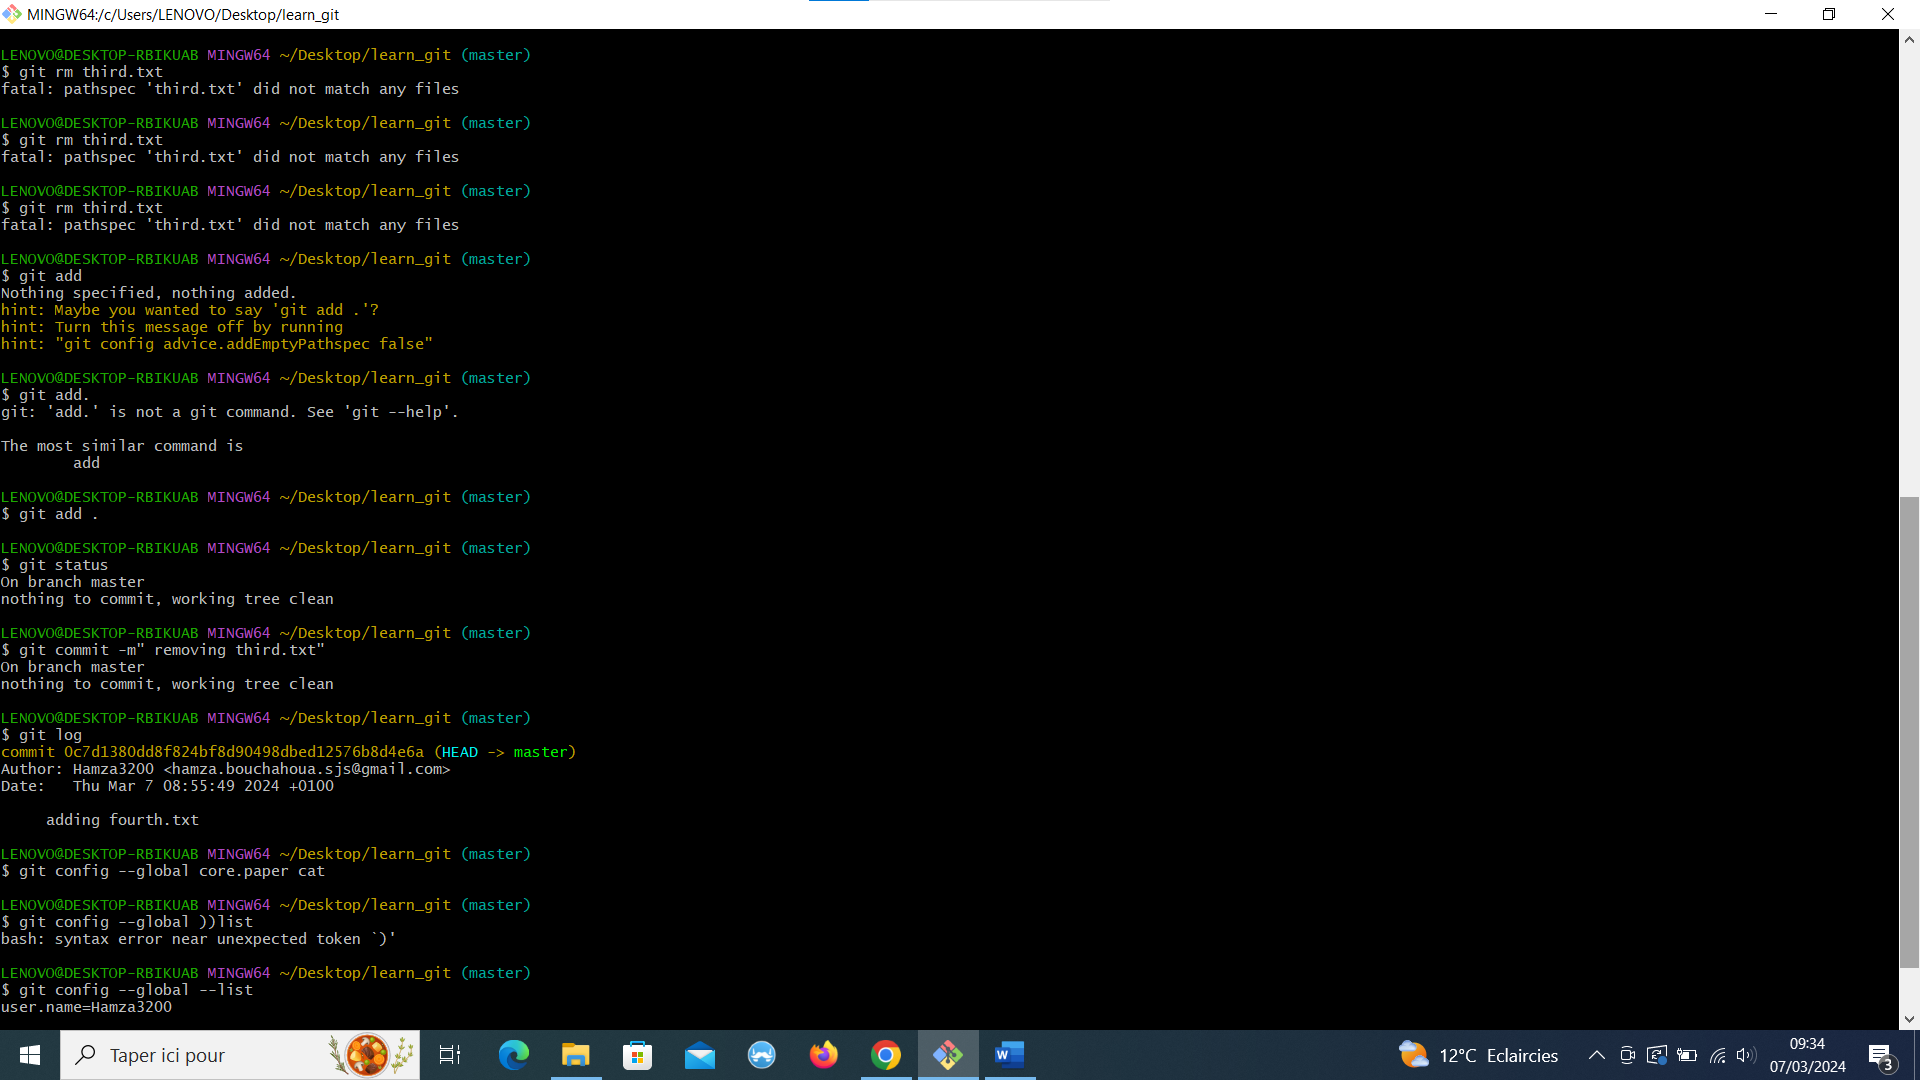 MINGW64:/c/Users/LENOVO/Desktop/learn_git
LENOVO@DESKTOP-RBIKUAB MINGW64 ~/Desktop/learn_git (master)
$ git rm third.txt
fatal: pathspec 'third.txt' did not match any files
LENOVO@DESKTOP-RBIKUAB MINGW64 ~/Desktop/learn_git (master)
$ git rm third.txt
fatal: pathspec 'third.txt' did not match any files
LENOVO@DESKTOP-RBIKUAB MINGW64 ~/Desktop/learn_git (master)
$ git rm third.txt
fatal: pathspec 'third.txt' did not match any files
LENOVO@DESKTOP-RBIKUAB MINGW64 ~/Desktop/learn_git (master)
$ git add
Nothing specified, nothing added.
hint: Maybe you wanted to say 'git add .'?
hint: Turn this message off by running
hint: "git config advice.addEmptyPathspec false"
LENOVO@DESKTOP-RBIKUAB MINGW64 ~/Desktop/learn_git (master)
$ git add.
git: 'add.' is not a git command. See 'git --help'.
The most similar command is
add
LENOVO@DESKTOP-RBIKUAB MINGW64 ~/Desktop/learn_git (master)
$ git add .
LENOVO@DESKTOP-RBIKUAB MINGW64 ~/Desktop/learn_git (master)
$ git status
On branch master
nothing to commit, working tree clean
LENOVO@DESKTOP-RBIKUAB MINGW64 ~/Desktop/learn_git (master)
$ git commit -m" removing third.txt"
On branch master
nothing to commit, working tree clean
LENOVO@DESKTOP-RBIKUAB MINGW64 ~/Desktop/learn_git (master)
$ git log
commit 0c7d1380dd8f824bf8d90498dbed12576b8d4e6a (HEAD -> master)
Author: Hamza3200 <hamza.bouchahoua.sjs@gmail.com>
Date:   Thu Mar 7 08:55:49 2024 +0100
adding fourth.txt
LENOVO@DESKTOP-RBIKUAB MINGW64 ~/Desktop/learn_git (master)
$ git config --global core.paper cat
LENOVO@DESKTOP-RBIKUAB MINGW64 ~/Desktop/learn_git (master)
$ git config --global ))list
bash: syntax error near unexpected token `)'
LENOVO@DESKTOP-RBIKUAB MINGW64 ~/Desktop/learn_git (master)
$ git config --global --list
user.name=Hamza3200
Taper ici pour
W
12°C Eclaircies
09:34
07/03/2024
3